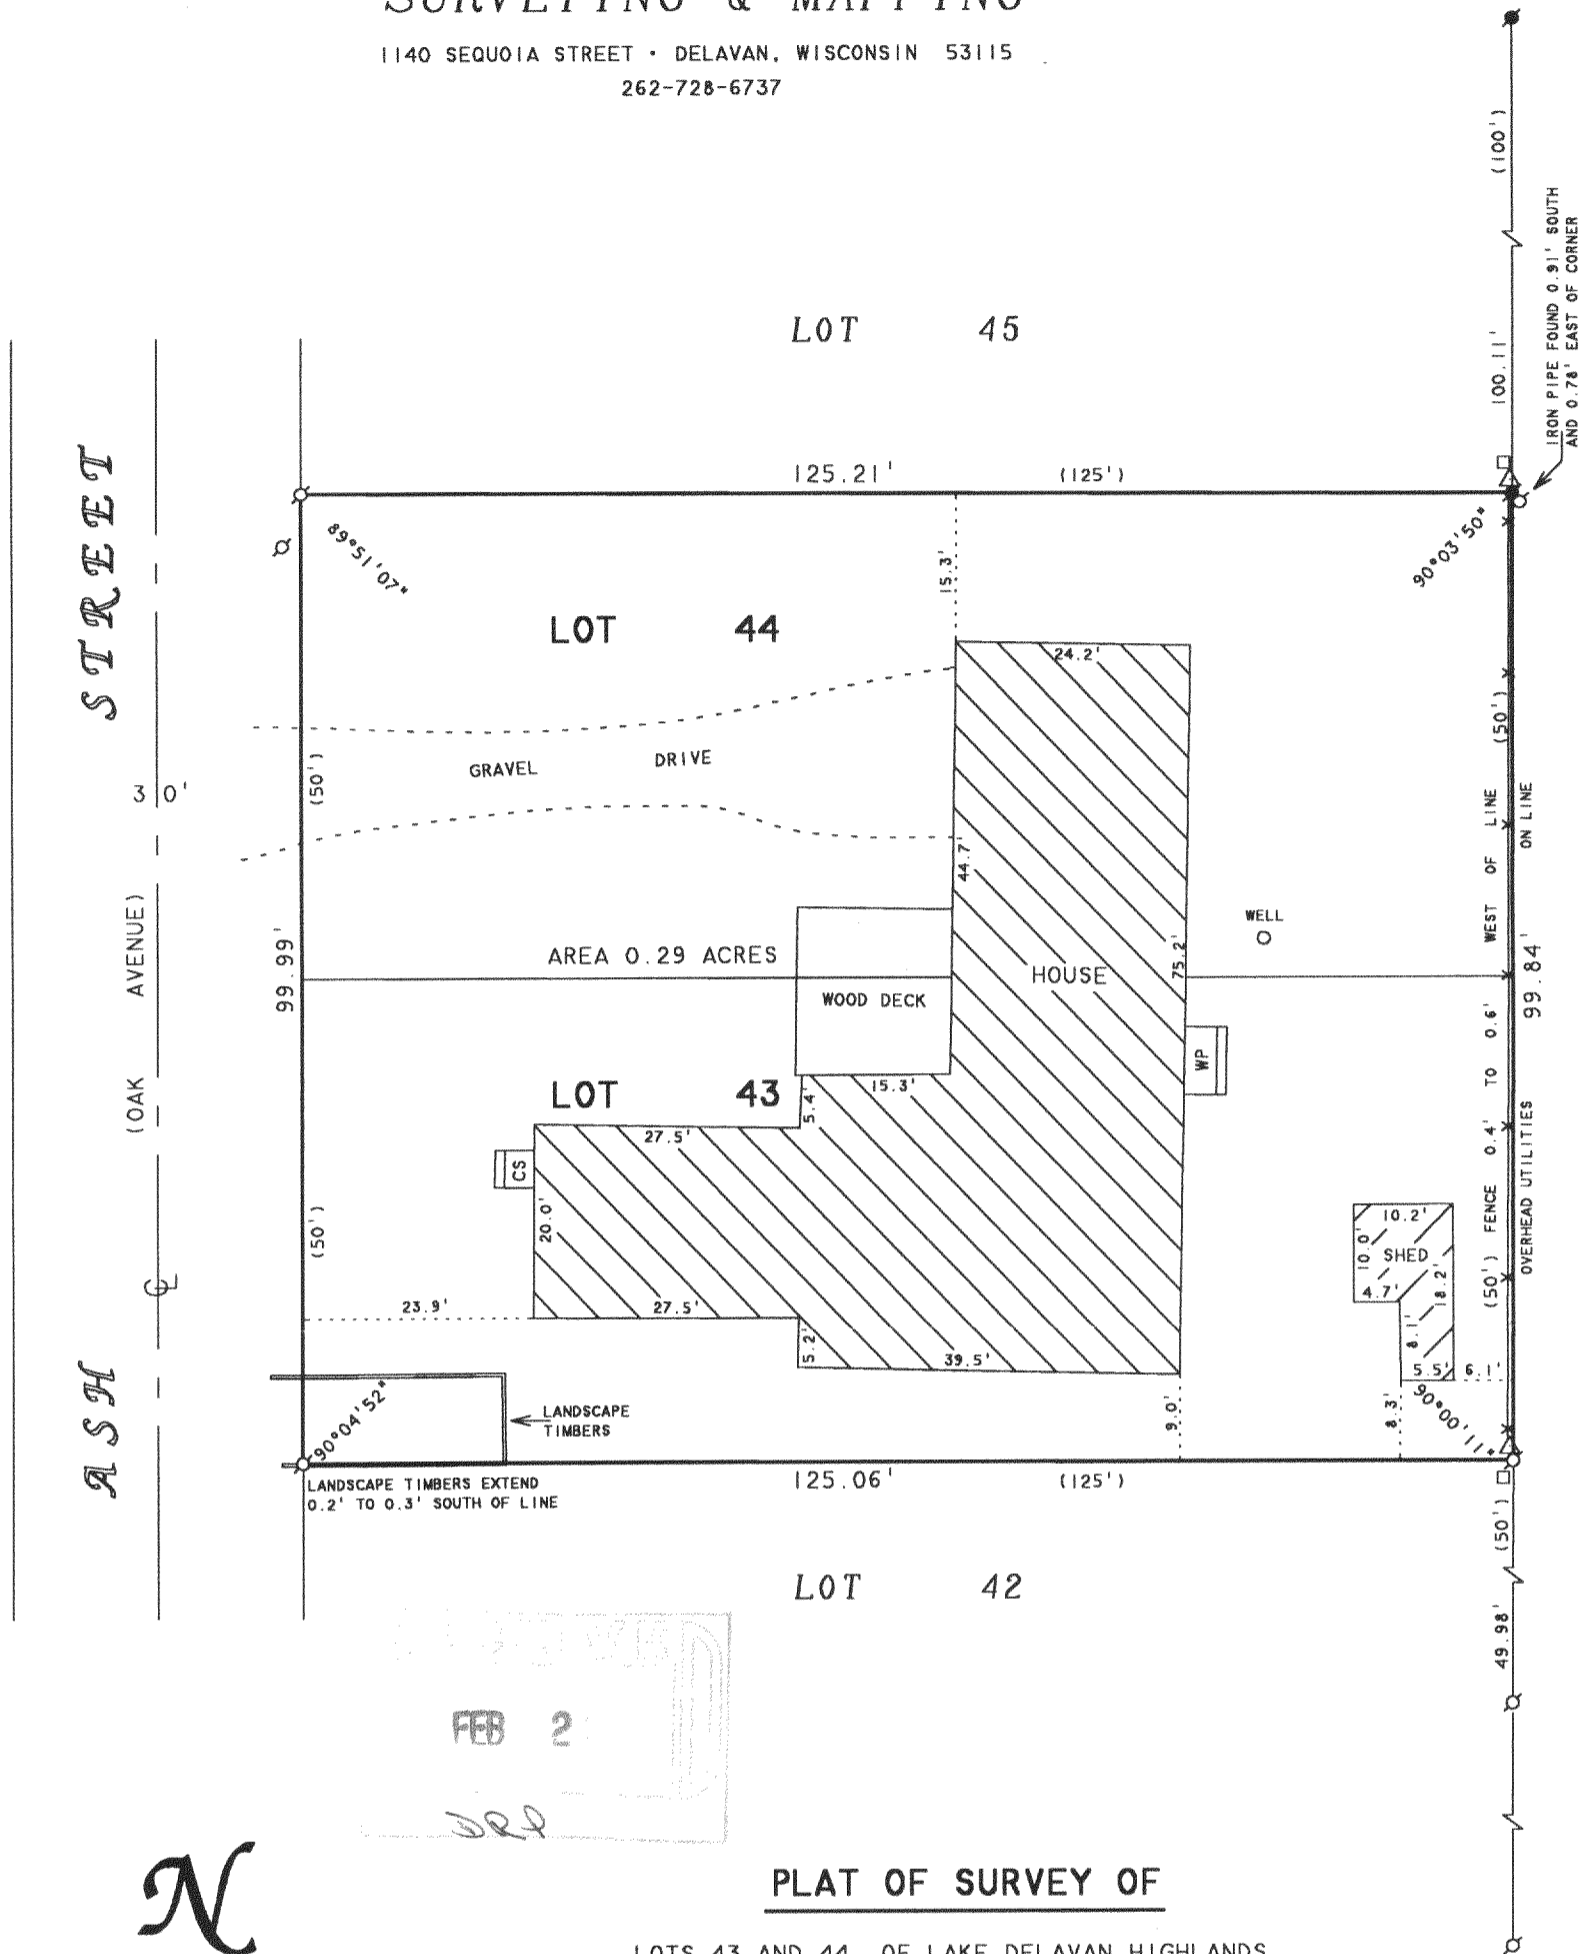 SURVEYING & MAPPING
1140 SEQUOIA STREET • DELAVAN, WISCONSIN 53115
262-728-6737
(100')
IRON PIPE FOUND 0.91' SOUTH
AND 0.78' EAST OF CORNER
100.11'
LOT 45
125.21' (125')
89°51'07"
90°03'50"
15.3'
LOT 44
24.2'
STREET
(50')
(50')
GRAVEL DRIVE
30'
44.7'
WEST OF LINE
ON LINE
(OAK AVENUE)
99.99'
AREA 0.29 ACRES
WOOD DECK
HOUSE
75.2'
WELL
99.84'
WP
FENCE 0.4' TO 0.6'
OVERHEAD UTILITIES
LOT 43
15.3'
5.4'
27.5'
CS
20.0'
(50')
(50')
10.2'
10.0'
SHED
18.2'
4.7'
8.1'
23.9'
27.5'
5.2'
39.5'
5.5' 6.1'
ASH
90°04'52"
LANDSCAPE
TIMBERS
9.0'
8.3'
90°00'11"
LANDSCAPE TIMBERS EXTEND
0.2' TO 0.3' SOUTH OF LINE
125.06' (125')
(50')
LOT 42
49.98'
FEB 2
N
PLAT OF SURVEY OF
LOTS 43 AND 44, OF LAKE DELAVAN HIGHLANDS